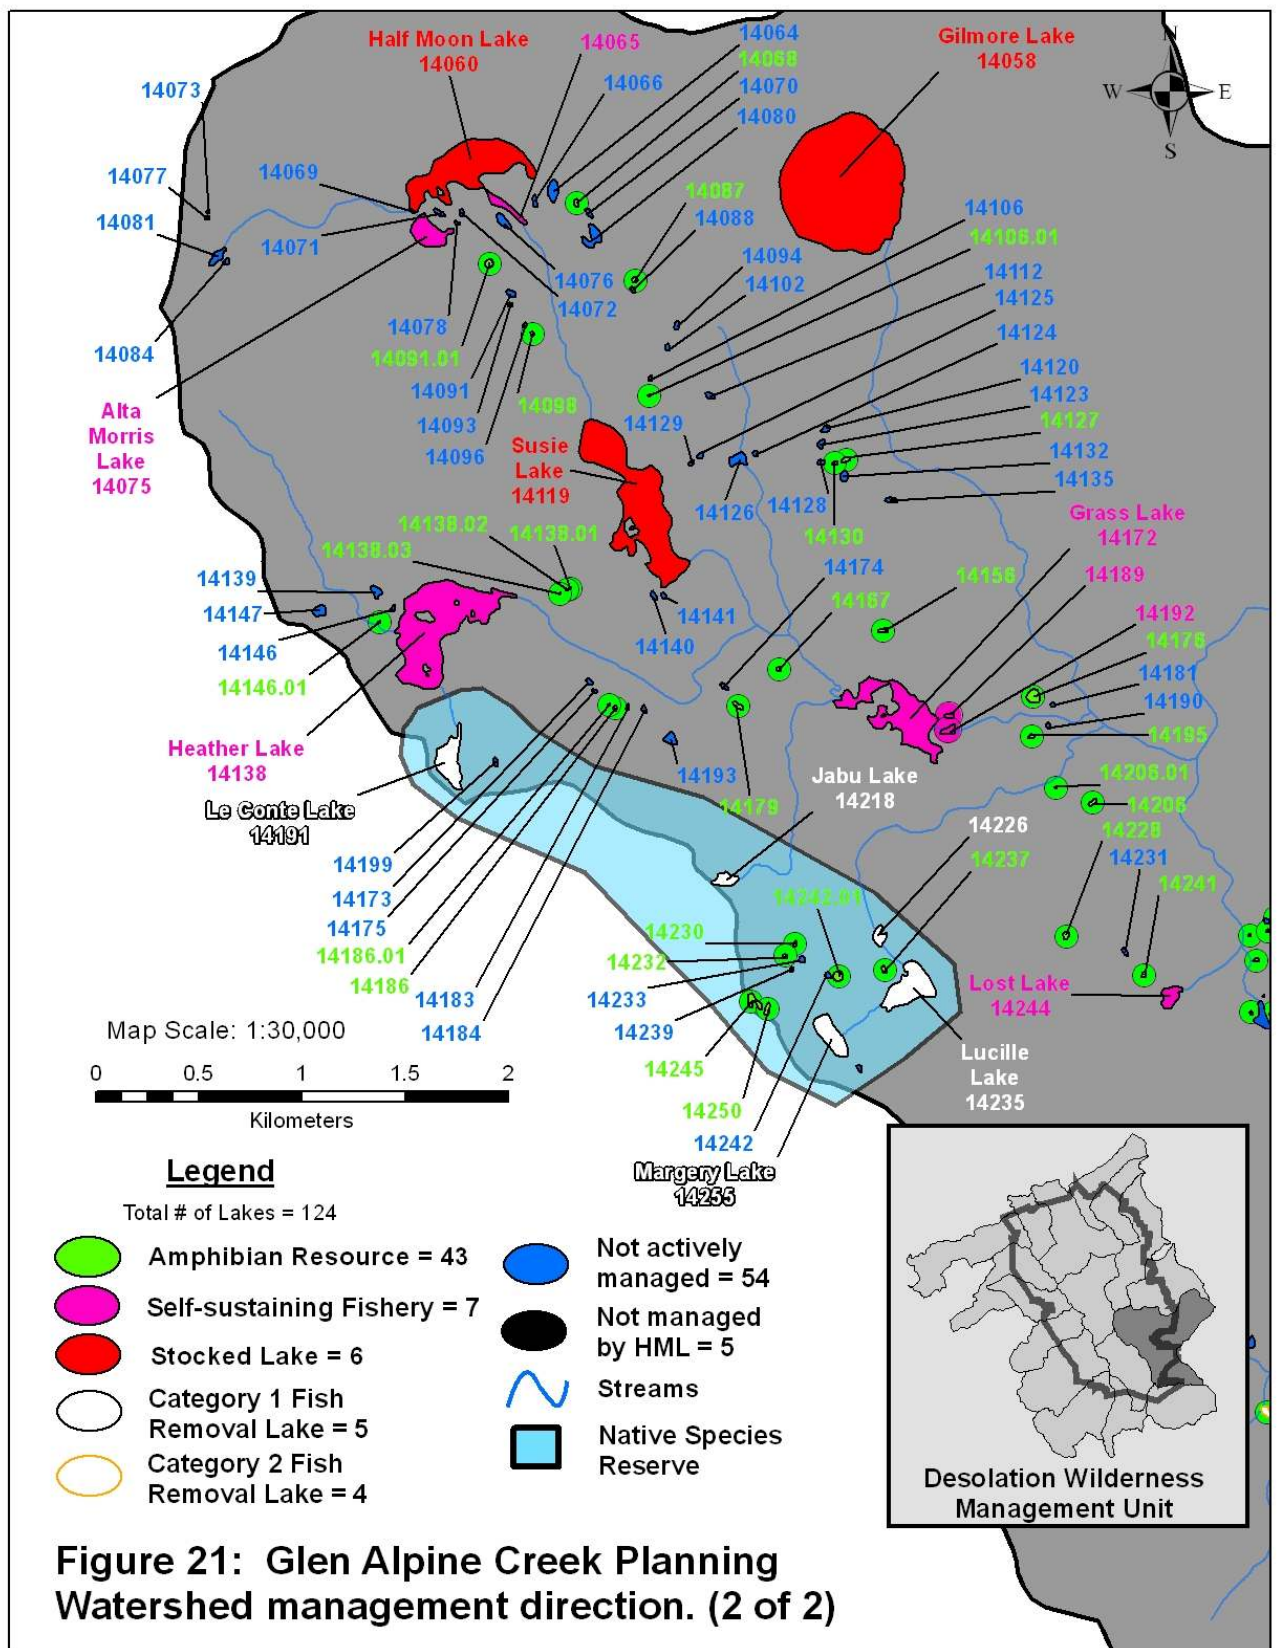 Half Moon Lake
14060
14065
14064
14068
14066
14070
14080
Gilmore Lake
14058
N
W
E
S
14073
14077
14069
14081
14071
14087
14088
14106
14106.01
14094
14102
14112
14125
14076
14072
14124
14078
14084
14091.01
14120
14091
14123
14098
14093
14129
14127
14096
Alta
Morris
Lake
14075
Susie
Lake
14119
14132
14135
14126
14128
14130
Grass Lake
14172
14138.02
14138.01
14138.03
14139
14147
14146
14146.01
14174
14156
14189
14167
14141
14140
14192
14176
14181
14190
14195
Heather Lake
14138
14193
14179
Jabu Lake
14218
14206.01
14206
Le Conte Lake
14191
14226
14228
14237
14231
14241
14199
14173
14175
14186.01
14186
14183
14184
14242.01
14230
14232
14233
14239
Lost Lake
14244
14245
14250
14242
Lucille
Lake
14235
Margery Lake
14255
Map Scale: 1:30,000
0 0.5 1 1.5 2
Kilometers
Legend
Total # of Lakes = 124
Amphibian Resource = 43
Self-sustaining Fishery = 7
Stocked Lake = 6
Category 1 Fish
Removal Lake = 5
Category 2 Fish
Removal Lake = 4
Not actively
managed = 54
Not managed
by HML = 5
Streams
Native Species
Reserve
Desolation Wilderness
Management Unit
Figure 21: Glen Alpine Creek Planning
Watershed management direction. (2 of 2)